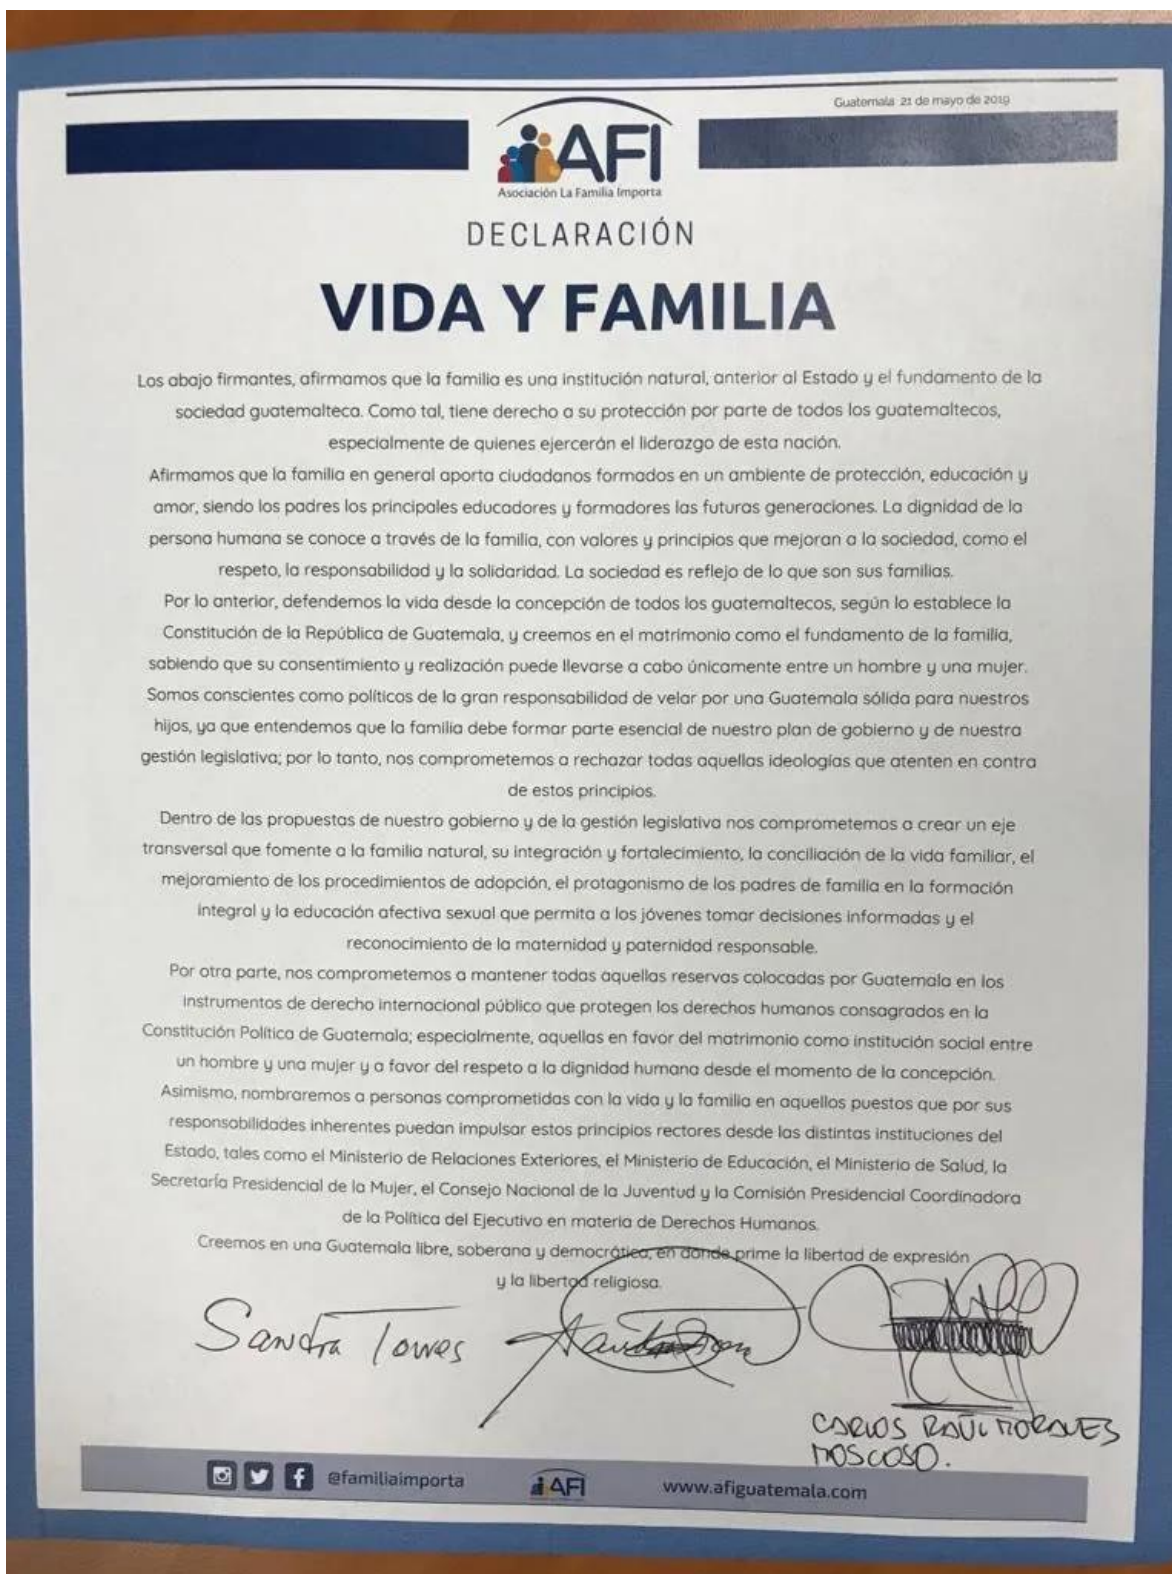 Guatemala 21 de mayo de 2019
AFI
Asociación La Familia Importa
DECLARACIÓN
VIDA Y FAMILIA
Los abajo firmantes, afirmamos que la familia es una institución natural, anterior al Estado y el fundamento de la
sociedad guatemalteca. Como tal, tiene derecho a su protección por parte de todos los guatemaltecos,
especialmente de quienes ejercerán el liderazgo de esta nación.
Afirmamos que la familia en general aporta ciudadanos formados en un ambiente de protección, educación y
amor, siendo los padres los principales educadores y formadores las futuras generaciones. La dignidad de la
persona humana se conoce a través de la familia, con valores y principios que mejoran a la sociedad, como el
respeto, la responsabilidad y la solidaridad. La sociedad es reflejo de lo que son sus familias.
Por lo anterior, defendemos la vida desde la concepción de todos los guatemaltecos, según lo establece la
Constitución de la República de Guatemala, y creemos en el matrimonio como el fundamento de la familia,
sabiendo que su consentimiento y realización puede llevarse a cabo únicamente entre un hombre y una mujer.
Somos conscientes como políticos de la gran responsabilidad de velar por una Guatemala sólida para nuestros
hijos, ya que entendemos que la familia debe formar parte esencial de nuestro plan de gobierno y de nuestra
gestión legislativa; por lo tanto, nos comprometemos a rechazar todas aquellas ideologías que atenten en contra
de estos principios.
Dentro de las propuestas de nuestro gobierno y de la gestión legislativa nos comprometemos a crear un eje
transversal que fomente a la familia natural, su integración y fortalecimiento, la conciliación de la vida familiar, el
mejoramiento de los procedimientos de adopción, el protagonismo de los padres de familia en la formación
integral y la educación afectiva sexual que permita a los jóvenes tomar decisiones informadas y el
reconocimiento de la maternidad y paternidad responsable.
Por otra parte, nos comprometemos a mantener todas aquellas reservas colocadas por Guatemala en los
instrumentos de derecho internacional público que protegen los derechos humanos consagrados en la
Constitución Política de Guatemala; especialmente, aquellas en favor del matrimonio como institución social entre
un hombre y una mujer y a favor del respeto a la dignidad humana desde el momento de la concepción.
Asimismo, nombraremos a personas comprometidas con la vida y la familia en aquellos puestos que por sus
responsabilidades inherentes puedan impulsar estos principios rectores desde las distintas instituciones del
Estado, tales como el Ministerio de Relaciones Exteriores, el Ministerio de Educación, el Ministerio de Salud, la
Secretaría Presidencial de la Mujer, el Consejo Nacional de la Juventud y la Comisión Presidencial Coordinadora
de la Política del Ejecutivo en materia de Derechos Humanos.
Creemos en una Guatemala libre, soberana y democrática, en donde prime la libertad de expresión
y la libertad religiosa.
Sandra Torres
CARLOS RAÚL MORALES
MOSCOSO.
@familiaimporta
AFI
www.afiguatemala.com